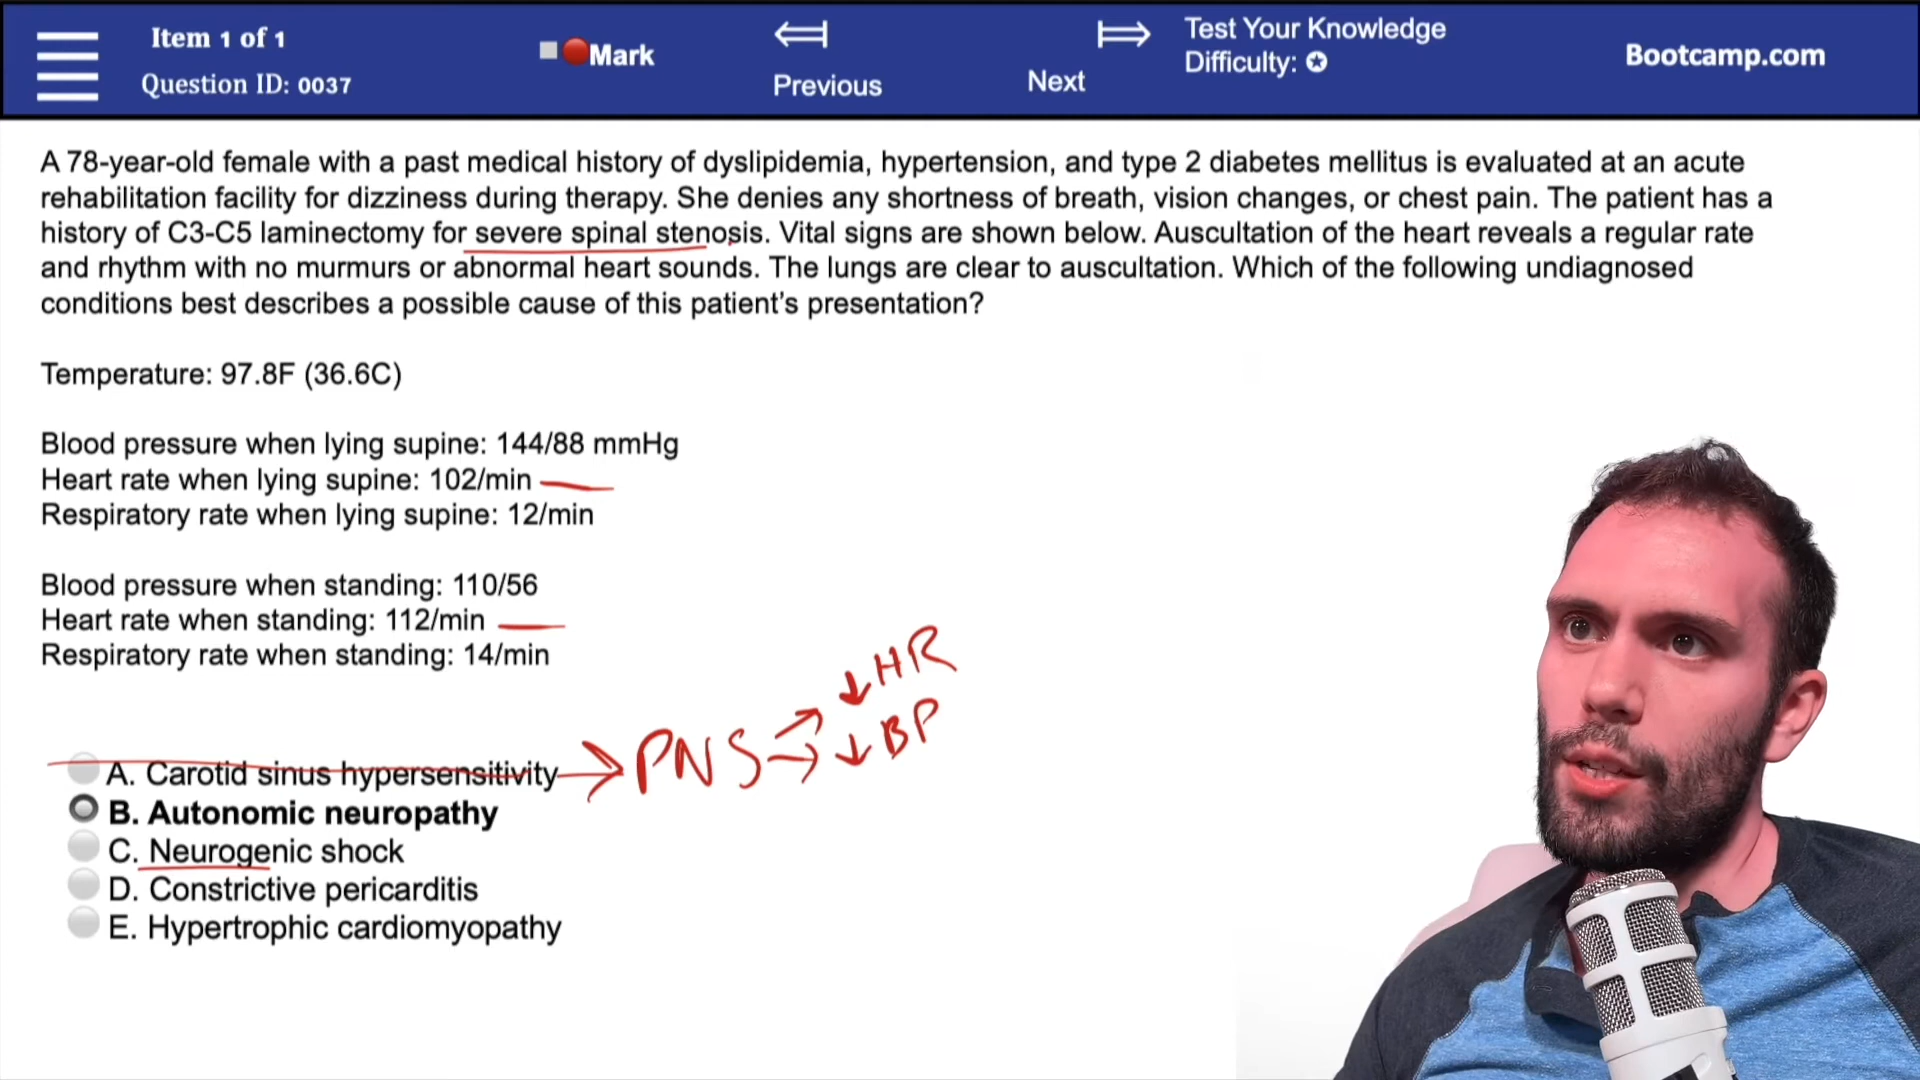 Item 1 of 1
Question ID: 0037
Mark
Previous
Next
Test Your Knowledge
Difficulty:
Bootcamp.com
A 78-year-old female with a past medical history of dyslipidemia, hypertension, and type 2 diabetes mellitus is evaluated at an acute
rehabilitation facility for dizziness during therapy. She denies any shortness of breath, vision changes, or chest pain. The patient has a
history of C3-C5 laminectomy for severe spinal stenosis. Vital signs are shown below. Auscultation of the heart reveals a regular rate
and rhythm with no murmurs or abnormal heart sounds. The lungs are clear to auscultation. Which of the following undiagnosed
conditions best describes a possible cause of this patient's presentation?
Temperature: 97.8F (36.6C)
Blood pressure when lying supine: 144/88 mmHg
Heart rate when lying supine: 102/min
Respiratory rate when lying supine: 12/min
Blood pressure when standing: 110/56
Heart rate when standing: 112/min
Respiratory rate when standing: 14/min
↓HR
↓BP
A. Carotid sinus hypersensitivity → PNS
B. Autonomic neuropathy
C. Neurogenic shock
D. Constrictive pericarditis
E. Hypertrophic cardiomyopathy